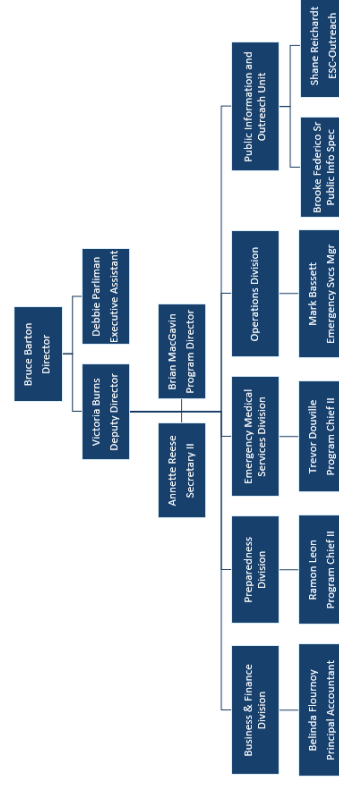 Bruce Barton
Director
Victoria Burns
Deputy Director
Debbie Parliman
Executive Assistant
Annette Reese
Secretary II
Brian MacGavin
Program Director
Business & Finance
Division
Preparedness
Division
Emergency Medical
Services Division
Operations Division
Public Information and
Outreach Unit
Belinda Flournoy
Principal Accountant
Ramon Leon
Program Chief II
Trevor Douville
Program Chief II
Mark Bassett
Emergency Svcs Mgr
Brooke Federico Sr
Public Info Spec
Shane Reichardt
ESC-Outreach